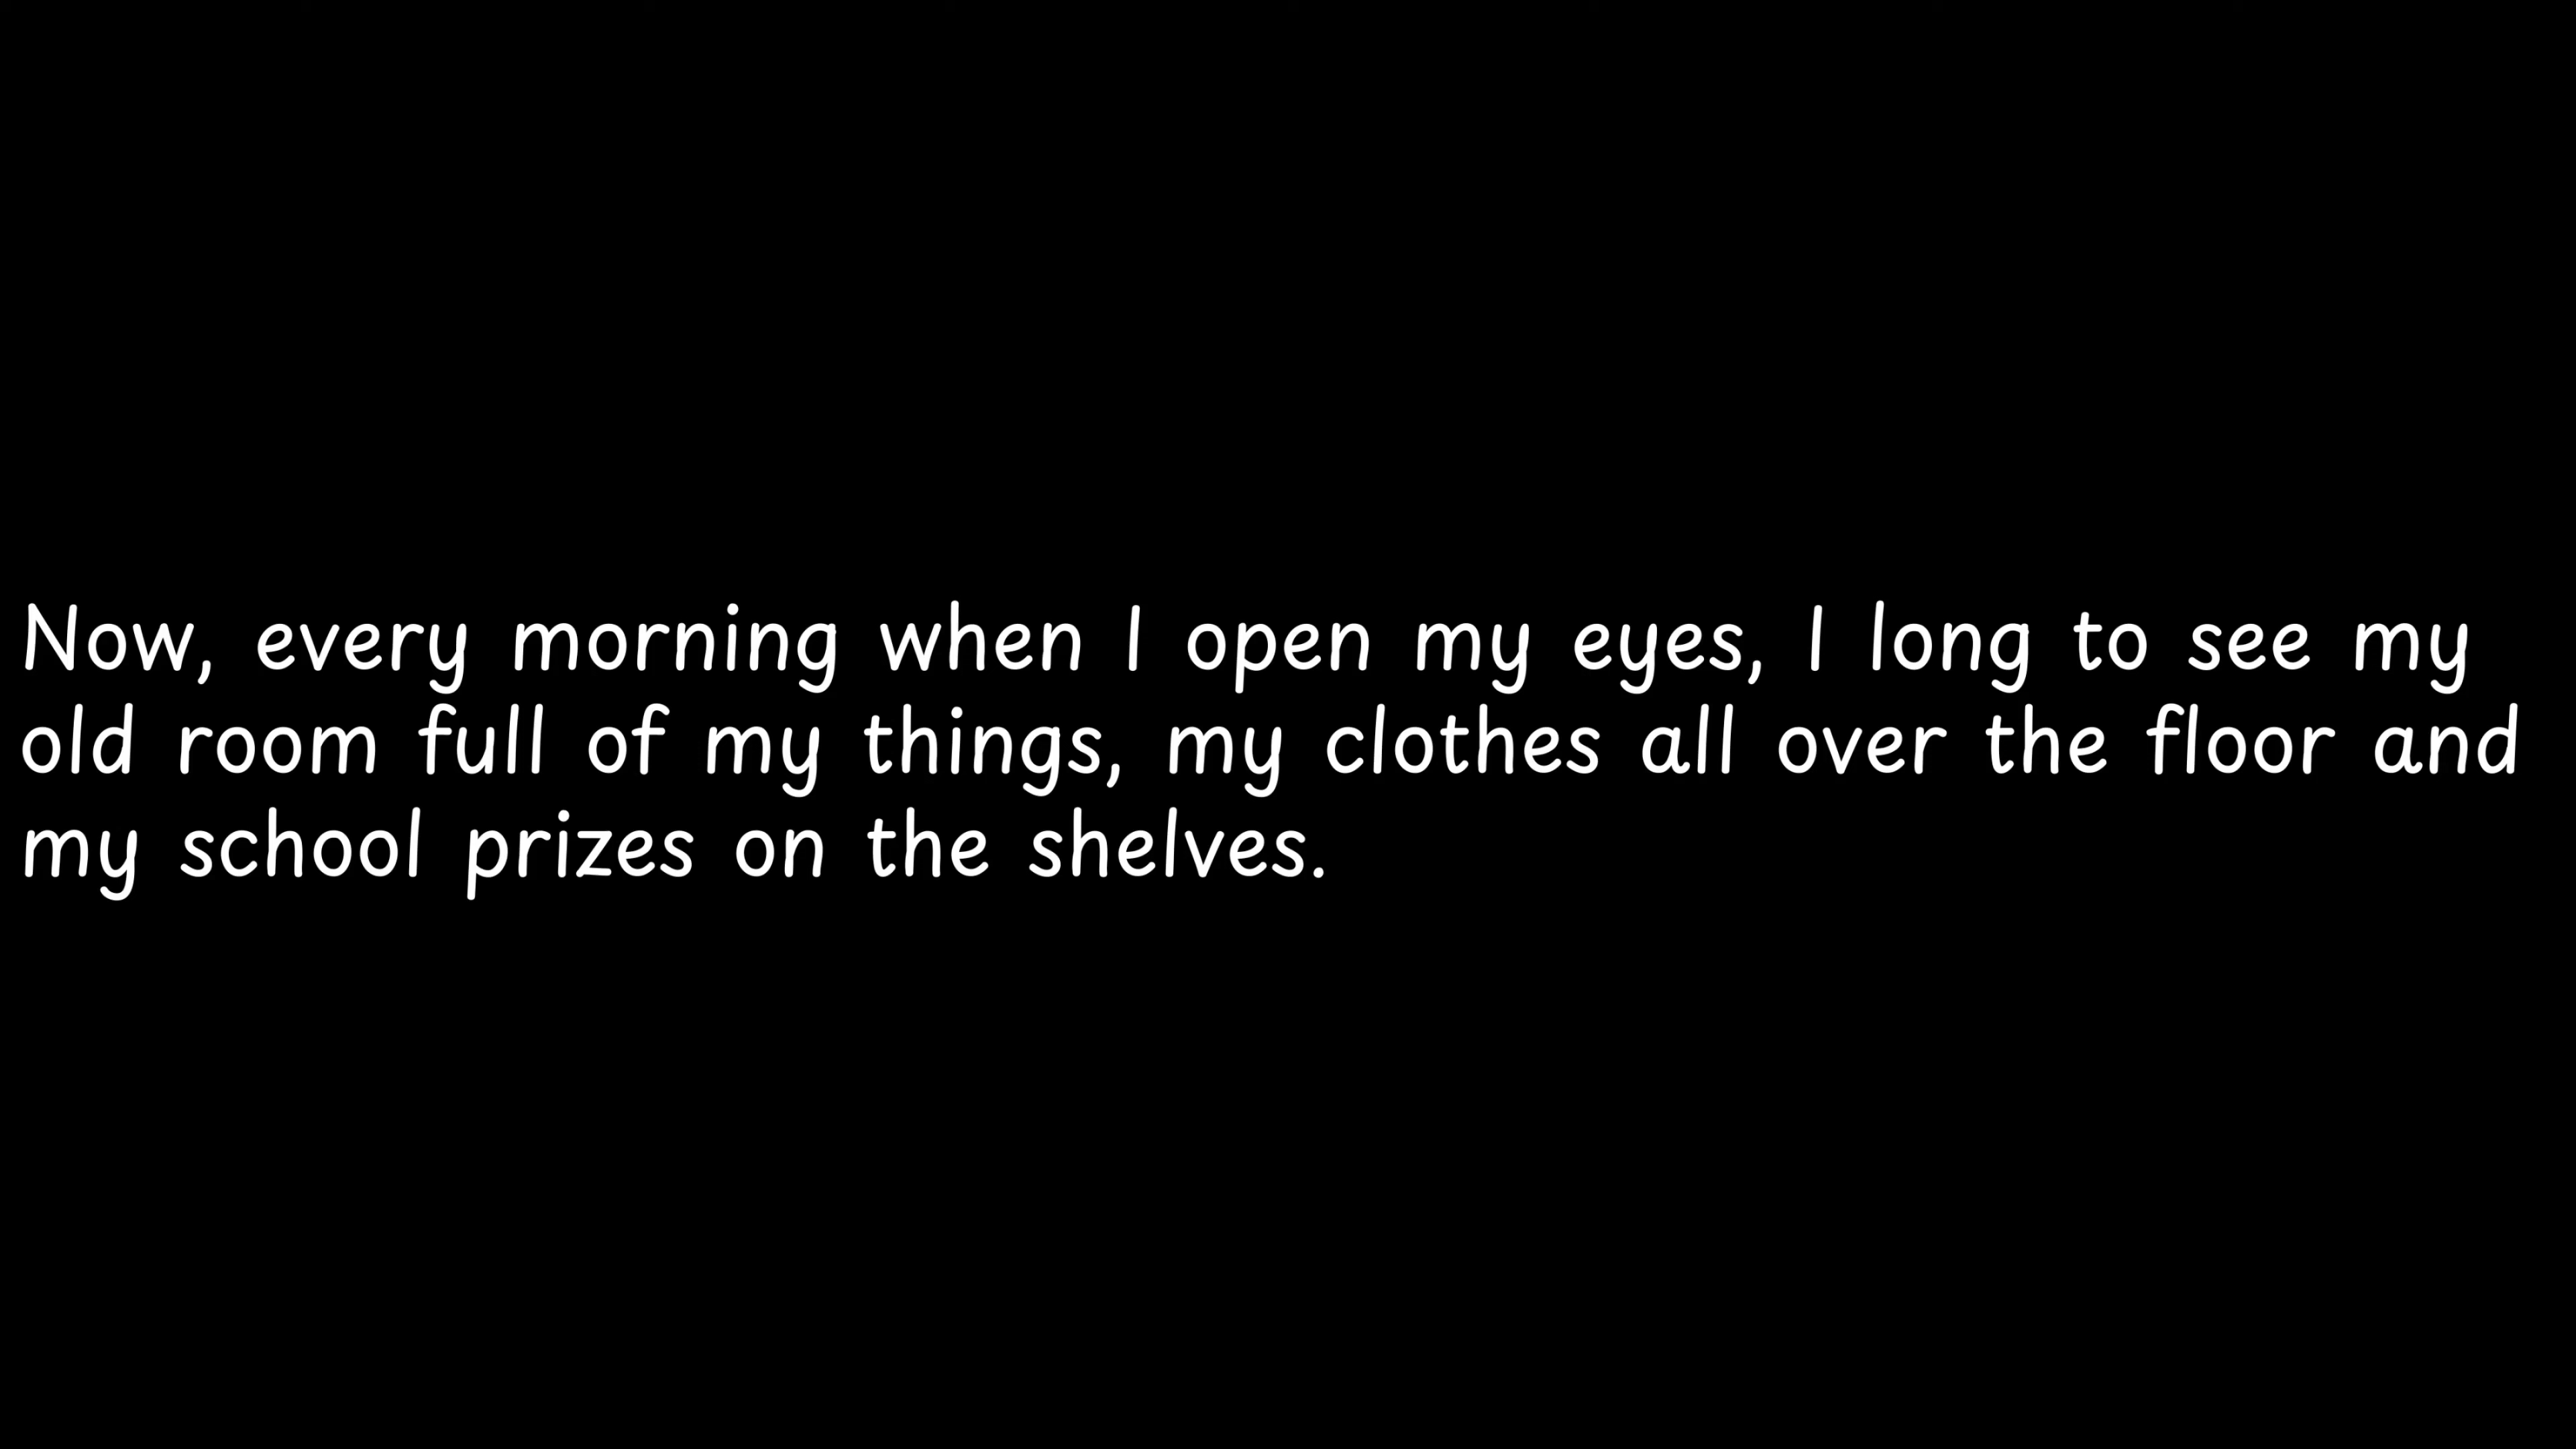 Now, every morning when I open my eyes, I long to see my
old room full of my things, my clothes all over the floor and
my school prizes on the shelves.